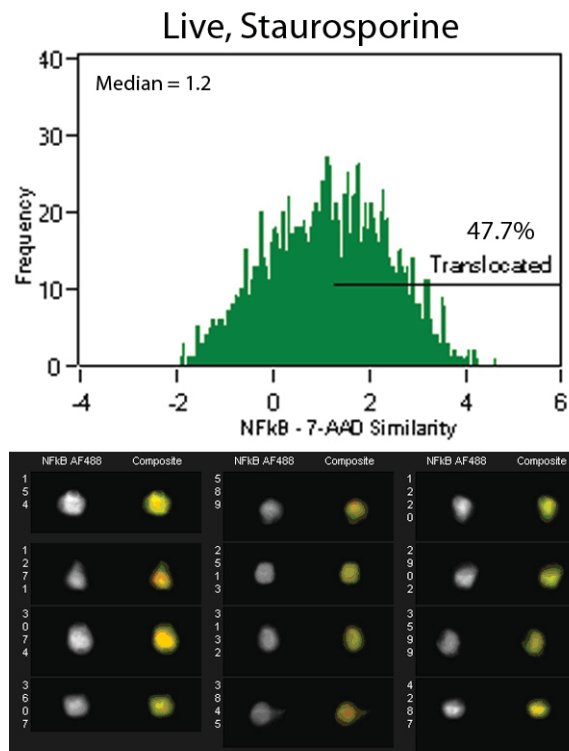 Live, Staurosporine
40
Median = 1.2
30
Frequency
20
47.7%
Translocated
10
0
-4 -2 0 2 4 6
NFkB - 7-AAD Similarity
NFkB AF488 Composite NFkB AF488 Composite NFkB AF488 Composite
154 589 1220
1271 2513 2902
3074 3132 3599
3607 3845 4287